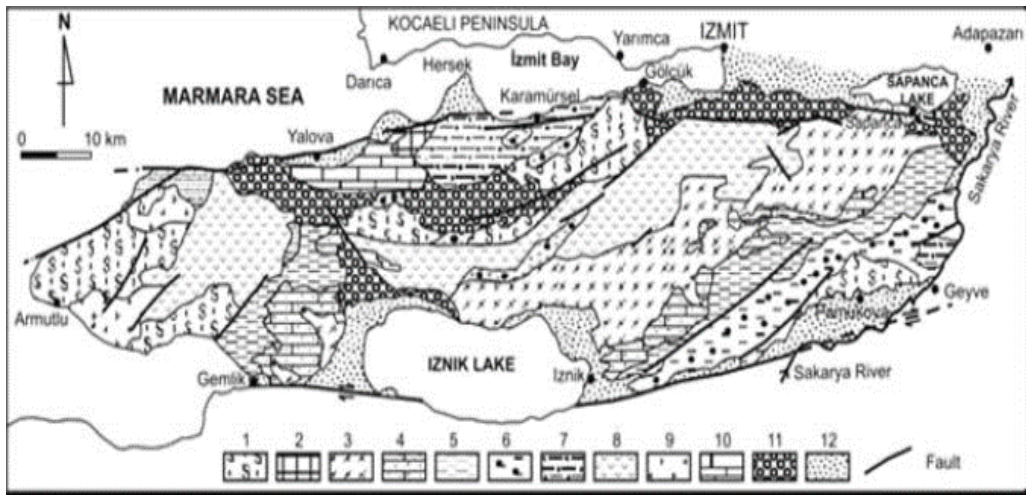 N
KOCAELI PENINSULA
IZMIT
Adapazarı
Yarımca
İzmit Bay
Darıca
Hersek
Gölcük
MARMARA SEA
Karamürsel
SAPANCA
LAKE
Sapanca
0 10 km
Yalova
Sakarya River
Geyve
Pamukova
Armutlu
Gemlik
IZNIK LAKE
Iznik
Sakarya River
1 2 3 4 5 6 7 8 9 10 11 12
Fault